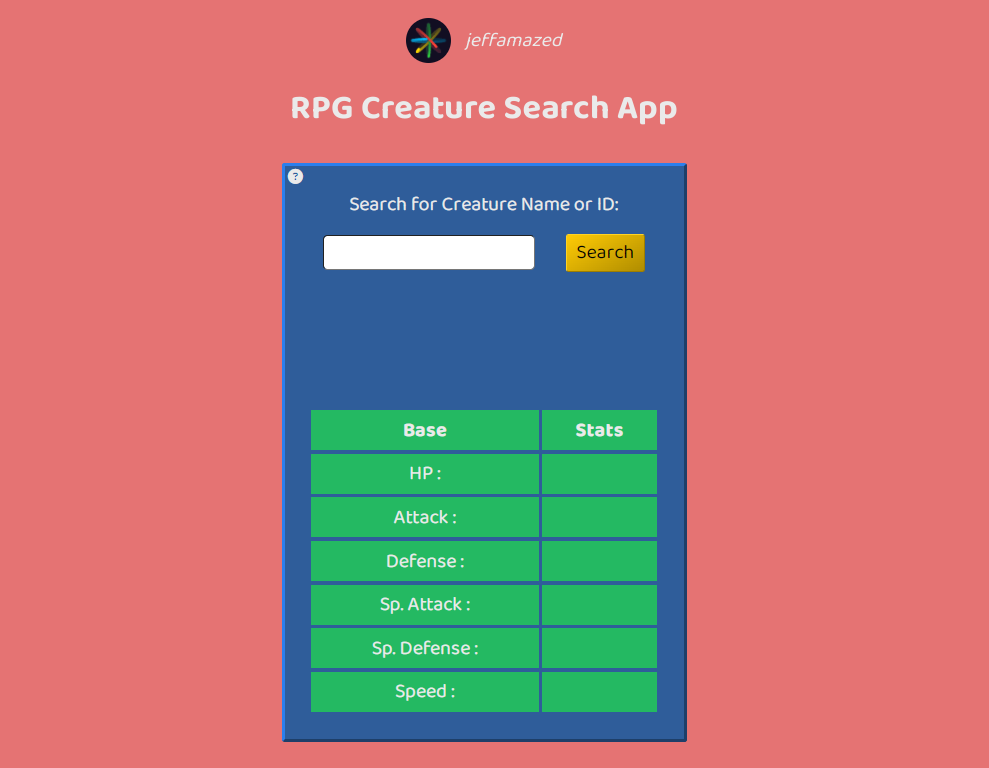 jeffamazed
RPG Creature Search App
?
Search for Creature Name or ID:
Search
Base Stats
HP :
Attack :
Defense :
Sp. Attack :
Sp. Defense :
Speed :